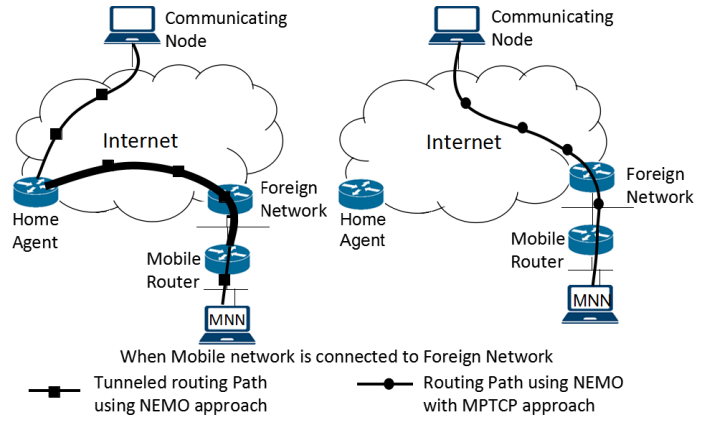 Communicating
Node
Internet
Home
Agent
Foreign
Network
Mobile
Router
MNN
Communicating
Node
Internet
Home
Agent
Foreign
Network
Mobile
Router
MNN
When Mobile network is connected to Foreign Network
Tunneled routing Path
using NEMO approach
Routing Path using NEMO
with MPTCP approach